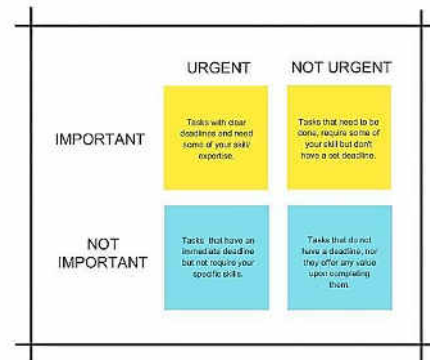 URGENT
NOT URGENT
IMPORTANT
Tasks with clear
deadlines and need
some of your skill/
expertise.
Tasks that need to be
done, require some of
your skill but don't
have a set deadline.
NOT
IMPORTANT
Tasks that have an
immediate deadline
but not require your
specific skills.
Tasks that do not
have a deadline, nor
they offer any value
upon completing
them.